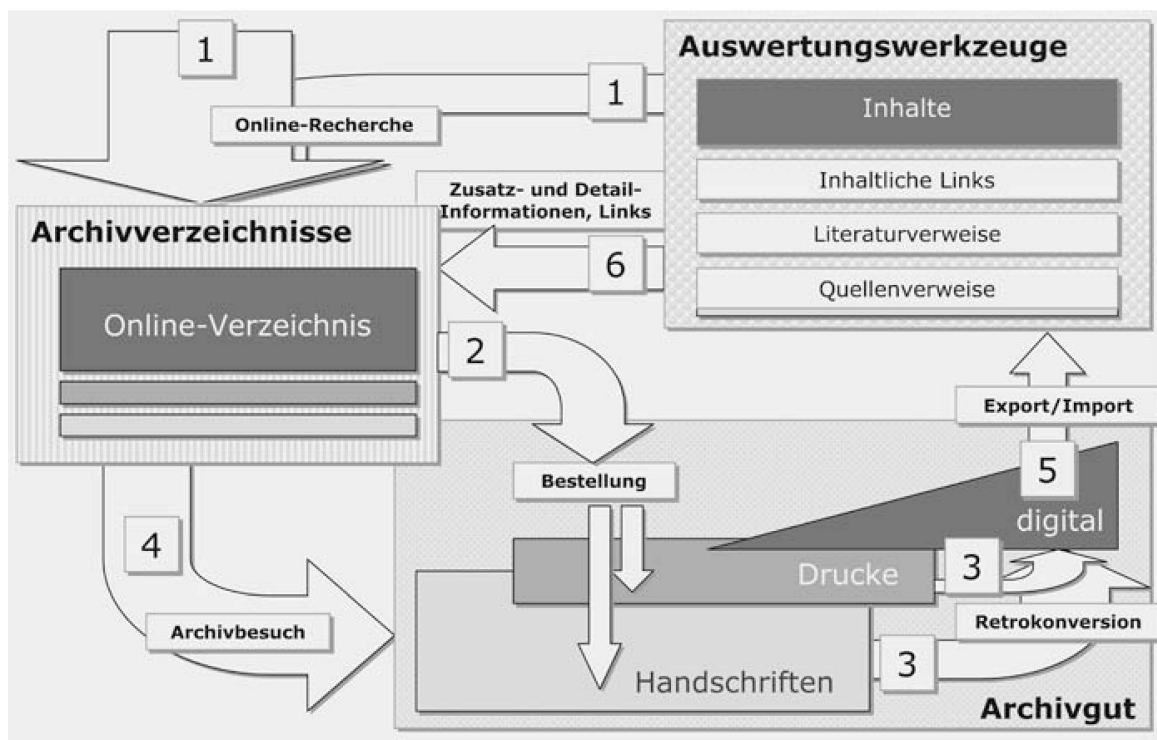 1
Auswertungswerkzeuge
1
Inhalte
Online-Recherche
Inhaltliche Links
Zusatz- und Detail-
Informationen, Links
Literaturverweise
Archivverzeichnisse
6
Quellenverweise
Online-Verzeichnis
2
Export/Import
Bestellung
5
digital
4
Drucke
3
Archivbesuch
Retrokonversion
3
Handschriften
Archivgut